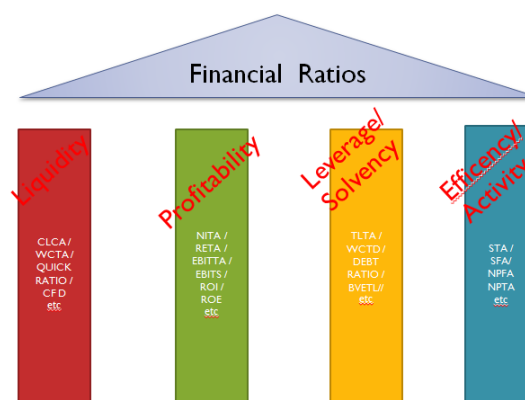 Financial Ratios
Liquidity
CLCA /
WCTA /
QUICK
RATIO /
CFD
etc
Profitability
NITA /
RETA /
EBITTA /
EBITS /
ROI /
ROE
etc
Leverage/
Solvency
TLTA /
WCTD /
DEBT
RATIO /
BVETL//
etc
Efficency/
Activity
STA /
SFA/
NPFA
NPTA
etc